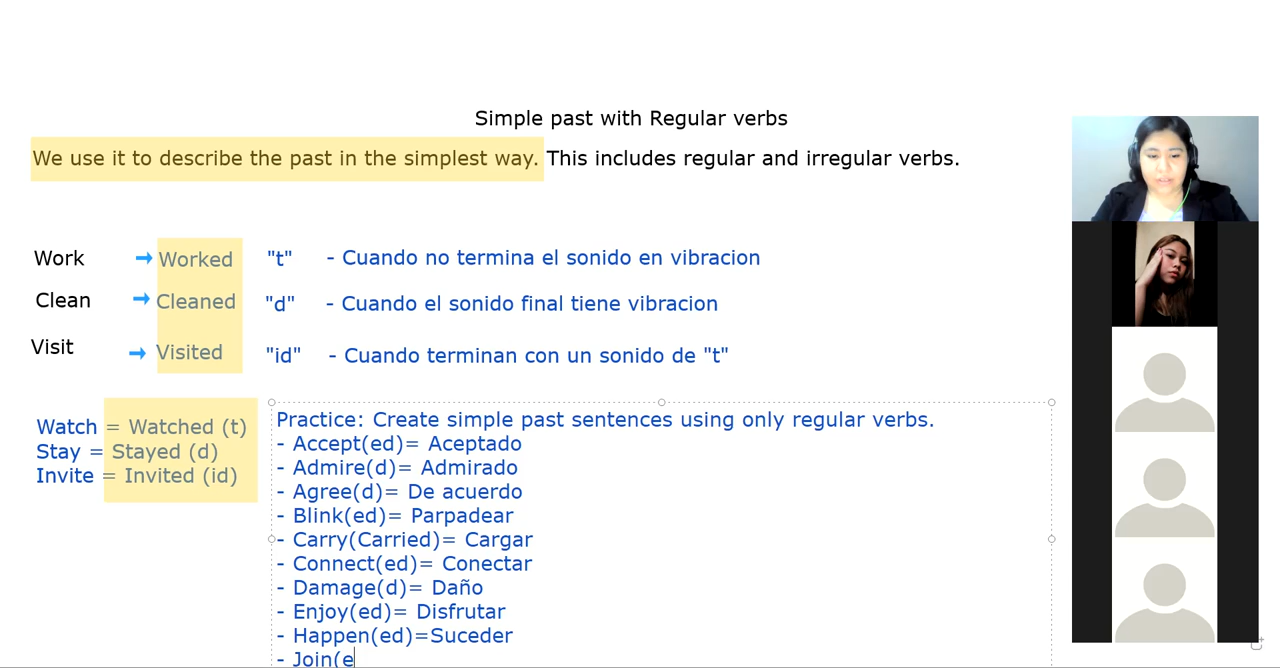 Simple past with Regular verbs
We use it to describe the past in the simplest way. This includes regular and irregular verbs.
Work → Worked "t" - Cuando no termina el sonido en vibracion
Clean → Cleaned "d" - Cuando el sonido final tiene vibracion
Visit → Visited "id" - Cuando terminan con un sonido de "t"
Watch = Watched (t)
Stay = Stayed (d)
Invite = Invited (id)
Practice: Create simple past sentences using only regular verbs.
- Accept(ed)= Aceptado
- Admire(d)= Admirado
- Agree(d)= De acuerdo
- Blink(ed)= Parpadear
- Carry(Carried)= Cargar
- Connect(ed)= Conectar
- Damage(d)= Daño
- Enjoy(ed)= Disfrutar
- Happen(ed)=Suceder
- Join(e